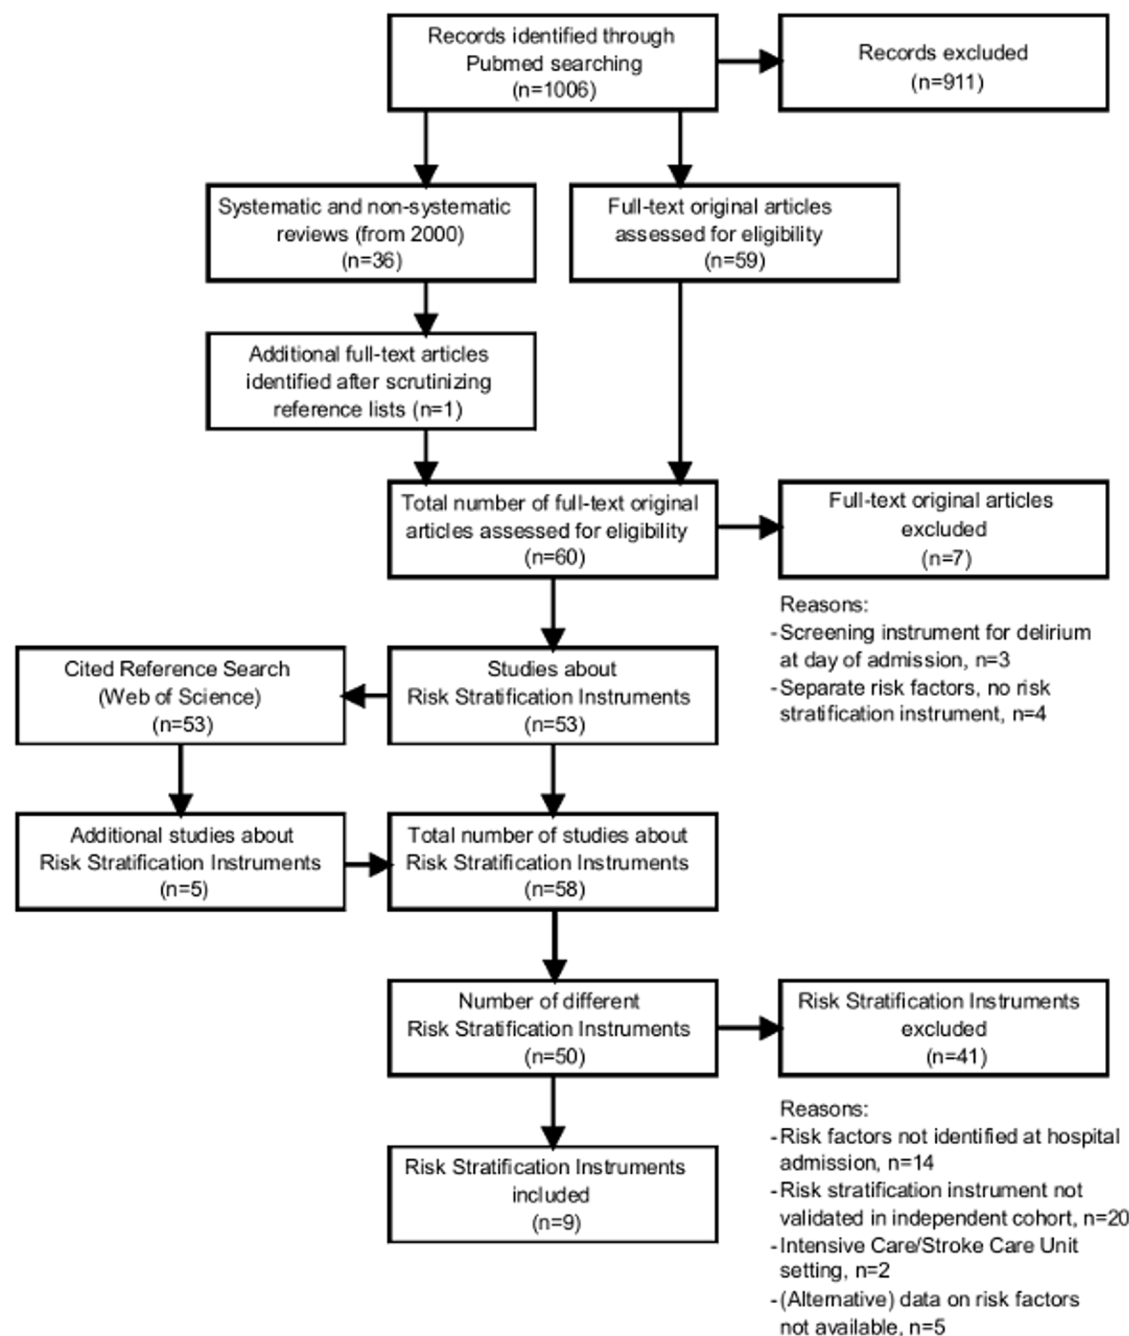 Records identified through
Pubmed searching
(n=1006)
Records excluded
(n=911)
Systematic and non-systematic
reviews (from 2000)
(n=36)
Full-text original articles
assessed for eligibility
(n=59)
Additional full-text articles
identified after scrutinizing
reference lists (n=1)
Total number of full-text original
articles assessed for eligibility
(n=60)
Full-text original articles
excluded
(n=7)
Reasons:
-Screening instrument for delirium
at day of admission, n=3
-Separate risk factors, no risk
stratification instrument, n=4
Cited Reference Search
(Web of Science)
(n=53)
Studies about
Risk Stratification Instruments
(n=53)
Additional studies about
Risk Stratification Instruments
(n=5)
Total number of studies about
Risk Stratification Instruments
(n=58)
Number of different
Risk Stratification Instruments
(n=50)
Risk Stratification Instruments
excluded
(n=41)
Reasons:
-Risk factors not identified at hospital
admission, n=14
-Risk stratification instrument not
validated in independent cohort, n=20
-Intensive Care/Stroke Care Unit
setting, n=2
-(Alternative) data on risk factors
not available, n=5
Risk Stratification Instruments
included
(n=9)